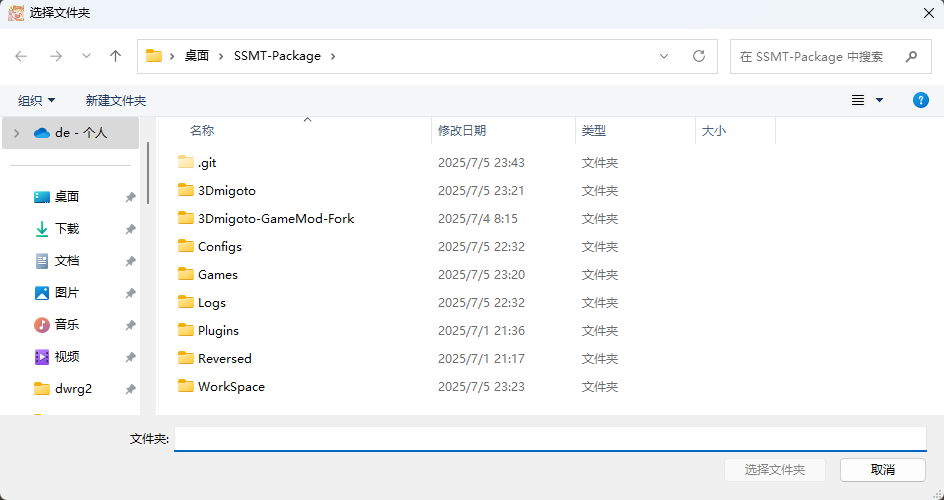 选择文件夹
桌面 SSMT-Package
在 SSMT-Package 中搜索
组织 新建文件夹
de - 个人
桌面
下载
文档
图片
音乐
视频
dwrg2
名称 修改日期 类型 大小
.git 2025/7/5 23:43 文件夹
3Dmigoto 2025/7/5 23:21 文件夹
3Dmigoto-GameMod-Fork 2025/7/4 8:15 文件夹
Configs 2025/7/5 22:32 文件夹
Games 2025/7/5 23:20 文件夹
Logs 2025/7/5 22:32 文件夹
Plugins 2025/7/1 21:36 文件夹
Reversed 2025/7/1 21:17 文件夹
WorkSpace 2025/7/5 23:23 文件夹
文件夹:
选择文件夹 取消